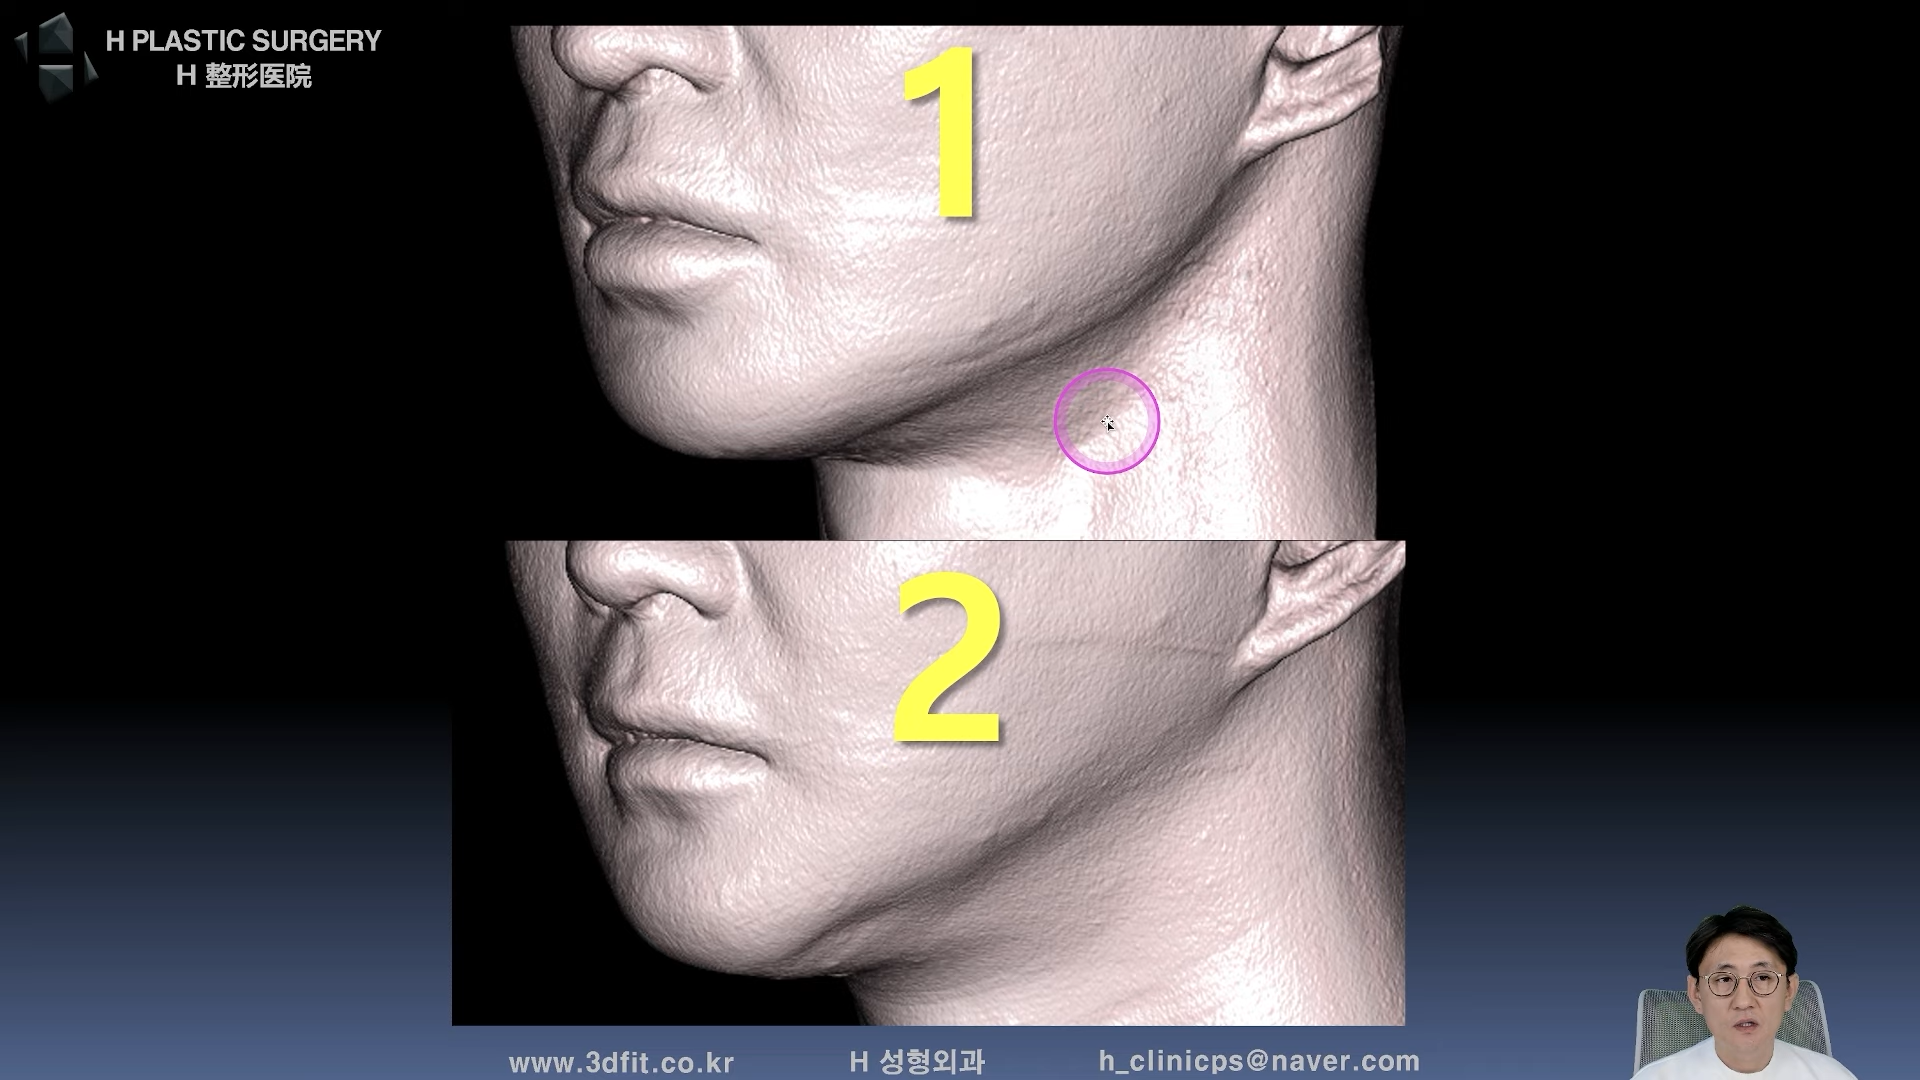 H PLASTIC SURGERY
H 整形医院
1
2
www.3dfit.co.kr
H 성형외과
h_clinicps@naver.com